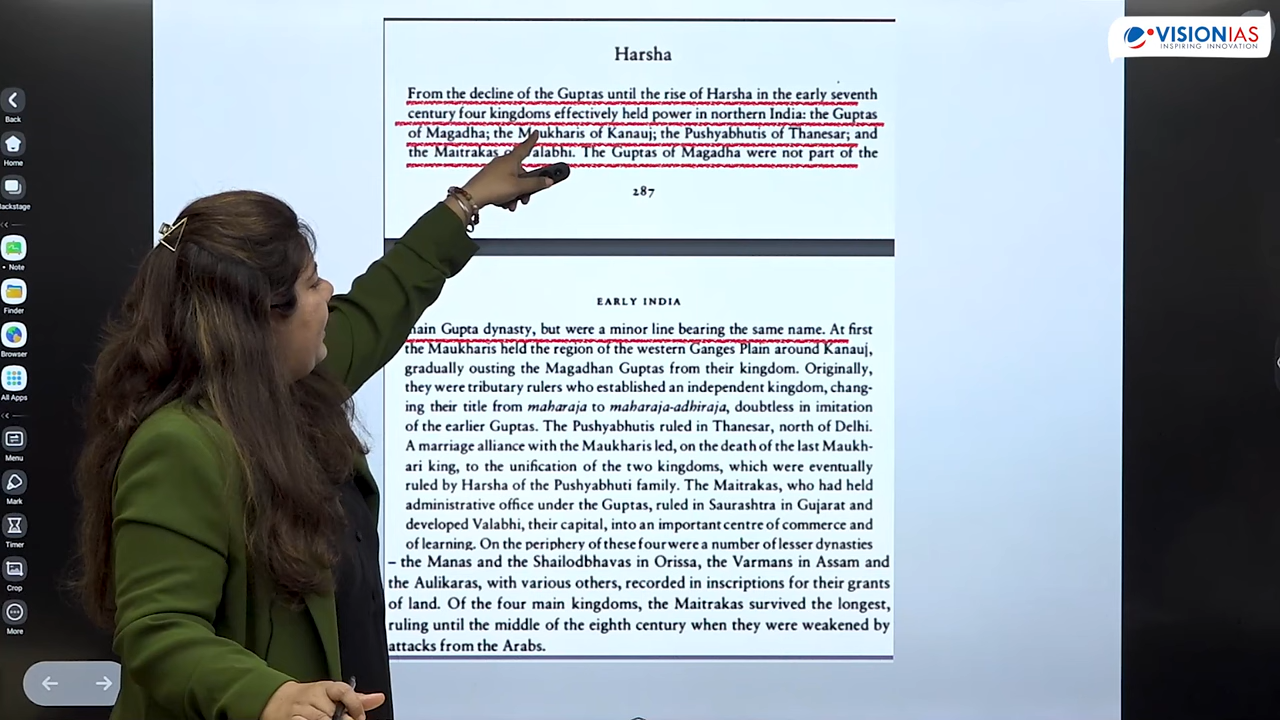 VISIONIAS
INSPIRING INNOVATION
Back
Home
Backstage
Note
Finder
Browser
All Apps
Menu
Mark
Timer
Crop
More
Harsha
From the decline of the Guptas until the rise of Harsha in the early seventh
century four kingdoms effectively held power in northern India: the Guptas
of Magadha; the Maukharis of Kanauj; the Pushyabhutis of Thanesar; and
the Maitrakas of Valabhi. The Guptas of Magadha were not part of the
287
EARLY INDIA
main Gupta dynasty, but were a minor line bearing the same name. At first
the Maukharis held the region of the western Ganges Plain around Kanauj,
gradually ousting the Magadhan Guptas from their kingdom. Originally,
they were tributary rulers who established an independent kingdom, chang-
ing their title from maharaja to maharaja-adhiraja, doubtless in imitation
of the earlier Guptas. The Pushyabhutis ruled in Thanesar, north of Delhi.
A marriage alliance with the Maukharis led, on the death of the last Maukh-
ari king, to the unification of the two kingdoms, which were eventually
ruled by Harsha of the Pushyabhuti family. The Maitrakas, who had held
administrative office under the Guptas, ruled in Saurashtra in Gujarat and
developed Valabhi, their capital, into an important centre of commerce and
of learning. On the periphery of these four were a number of lesser dynasties
– the Manas and the Shailodbhavas in Orissa, the Varmans in Assam and
the Aulikaras, with various others, recorded in inscriptions for their grants
of land. Of the four main kingdoms, the Maitrakas survived the longest,
ruling until the middle of the eighth century when they were weakened by
attacks from the Arabs.